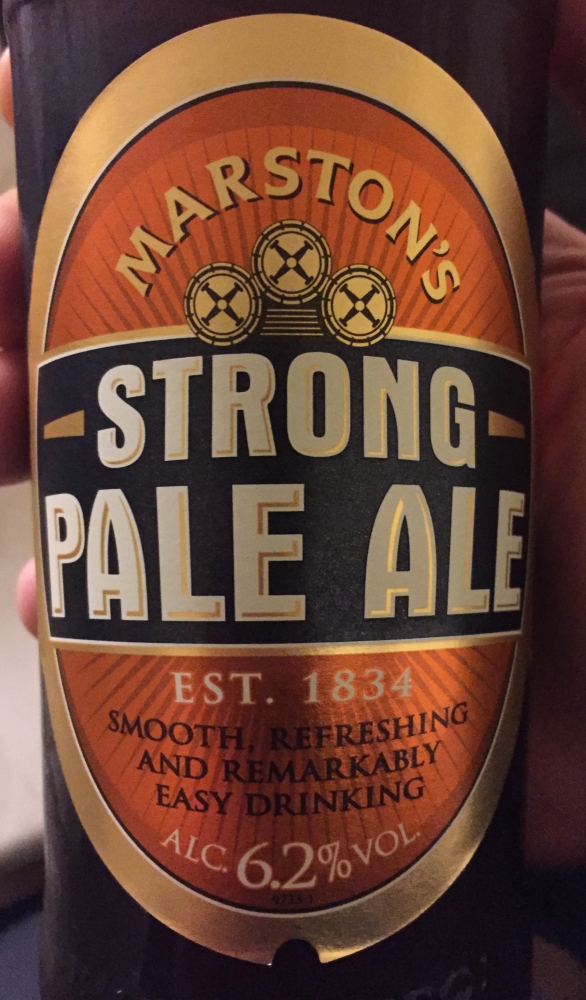 MARSTON'S
STRONG
PALE ALE
EST. 1834
SMOOTH, REFRESHING
AND REMARKABLY
EASY DRINKING
ALC. 6.2% VOL.